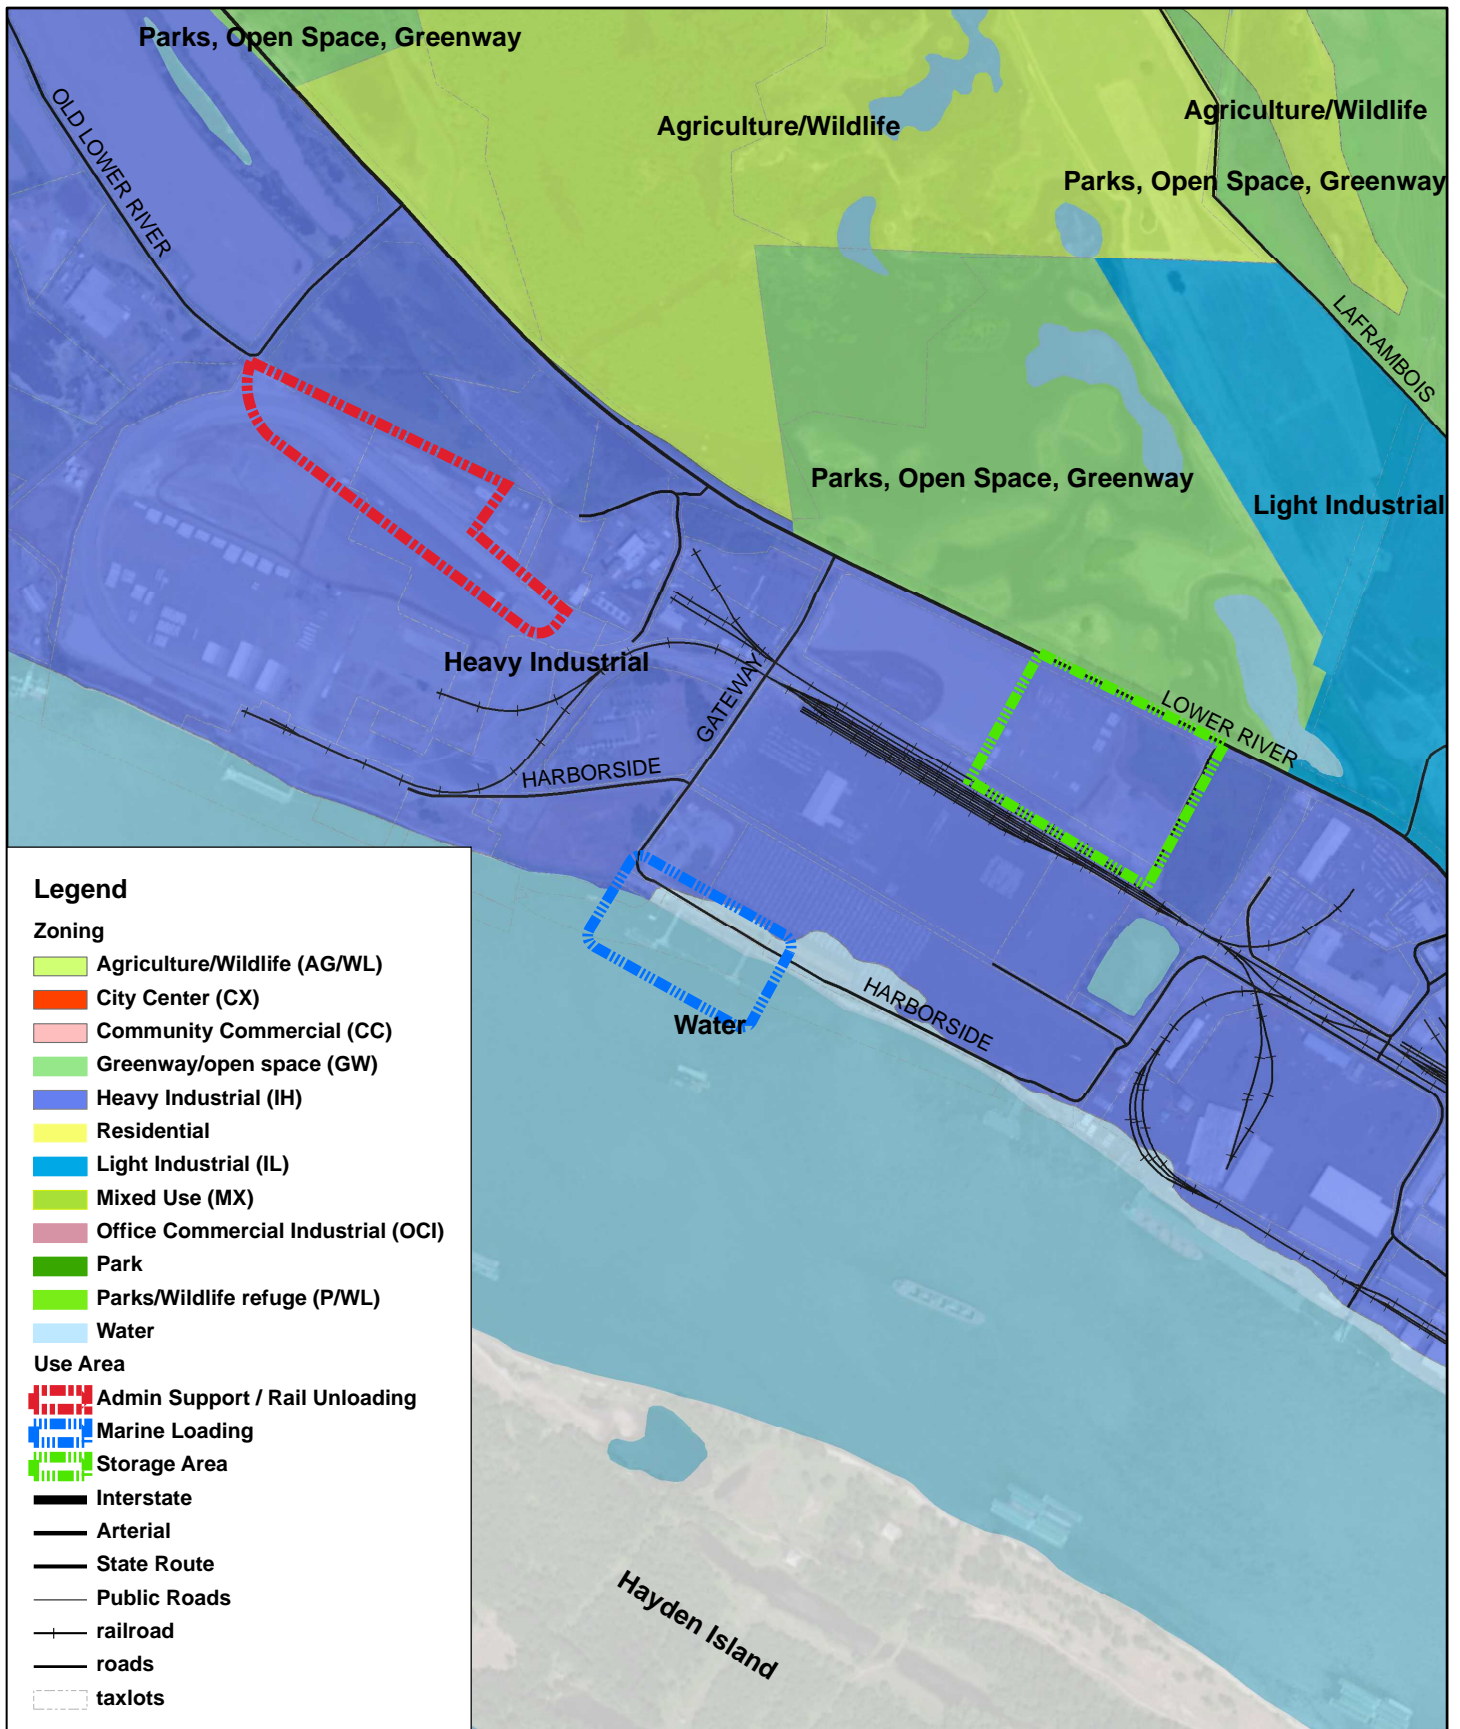 Parks, Open Space, Greenway
OLD LOWER RIVER
Agriculture/Wildlife
Agriculture/Wildlife
Parks, Open Space, Greenway
LAFRAMBOIS
Parks, Open Space, Greenway
Light Industrial
Heavy Industrial
GATEWAY
LOWER RIVER
HARBORSIDE
HARBORSIDE
Water
Hayden Island
Legend
Zoning
Agriculture/Wildlife (AG/WL)
City Center (CX)
Community Commercial (CC)
Greenway/open space (GW)
Heavy Industrial (IH)
Residential
Light Industrial (IL)
Mixed Use (MX)
Office Commercial Industrial (OCI)
Park
Parks/Wildlife refuge (P/WL)
Water
Use Area
Admin Support / Rail Unloading
Marine Loading
Storage Area
Interstate
Arterial
State Route
Public Roads
railroad
roads
taxlots